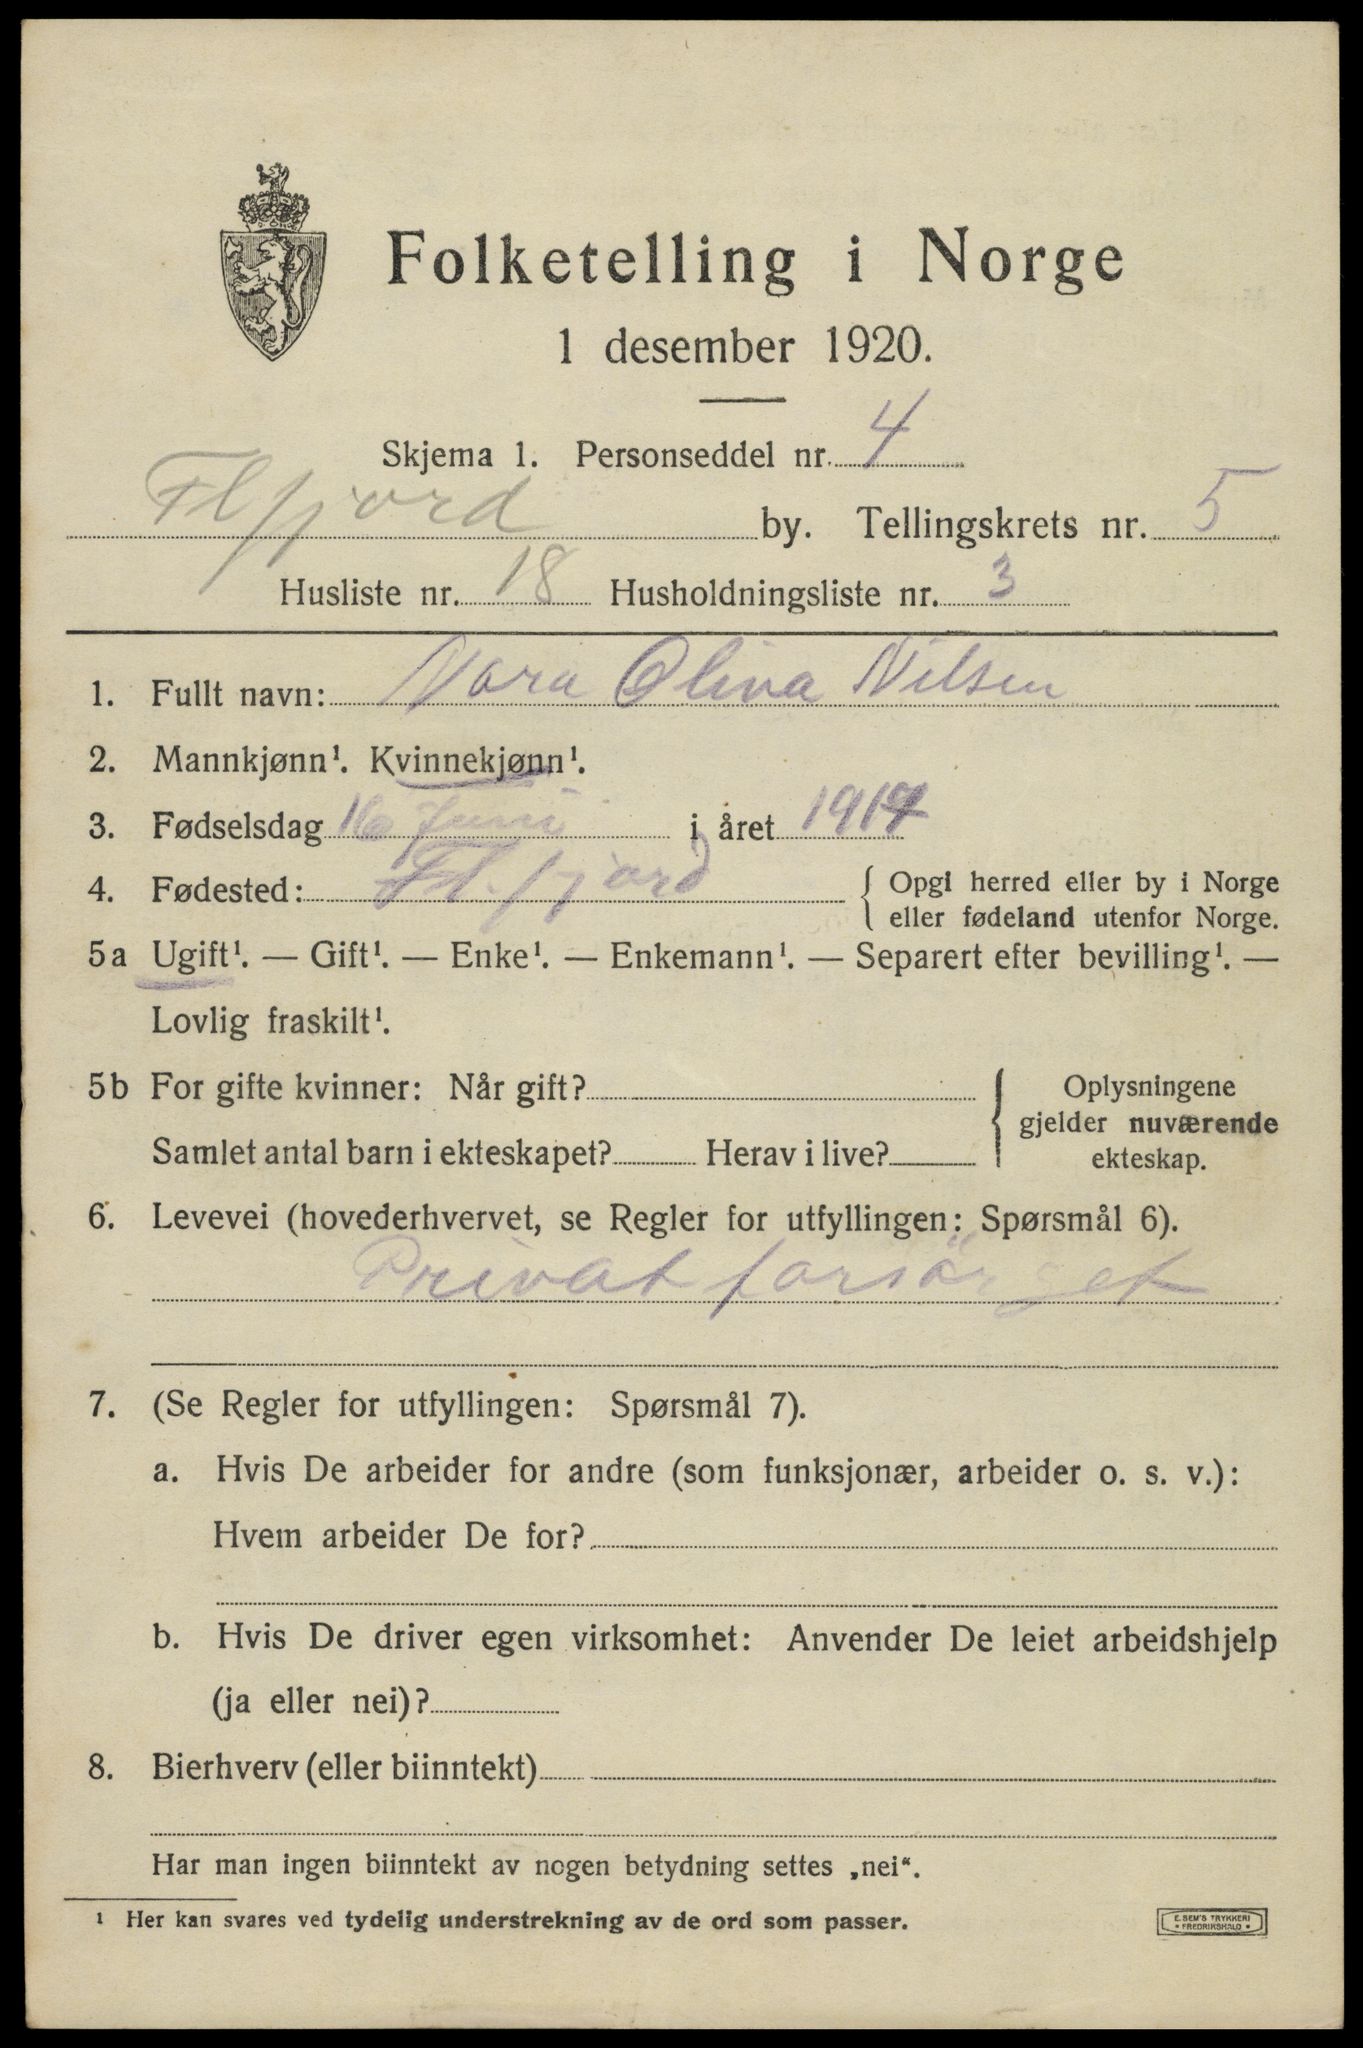 Folketelling i Norge
1 desember 1920.
Skjema 1. Personseddel nr. 4
Flfjord by. Tellingskrets nr. 5
Husliste nr. 18 Husholdningsliste nr. 3
1. Fullt navn: Nora Oliva Nilsen
2. Mannkjønn¹. Kvinnekjønn¹.
3. Fødselsdag 16 Juni i året
4. Fødested: Fl.fjord { Opgi herred eller by i Norge
eller fødeland utenfor Norge.
5a Ugift¹. — Gift¹. — Enke¹. — Enkemann¹. — Separert efter bevilling¹. —
Lovlig fraskilt¹.
5b For gifte kvinner: Når gift? { Oplysningene
gjelder nuværende
Samlet antal barn i ekteskapet? Herav i live? ekteskap.
6. Levevei (hovederhvervet, se Regler for utfyllingen: Spørsmål 6).
Privat forsörget
7. (Se Regler for utfyllingen: Spørsmål 7).
a. Hvis De arbeider for andre (som funksjonær, arbeider o. s. v.):
Hvem arbeider De for?
b. Hvis De driver egen virksomhet: Anvender De leiet arbeidshjelp
(ja eller nei)?
8. Bierhverv (eller biinntekt)
Har man ingen biinntekt av nogen betydning settes „nei“.
¹ Her kan svares ved tydelig understrekning av de ord som passer.
E. SEM'S TRYKKERI
• FREDRIKSHALD •